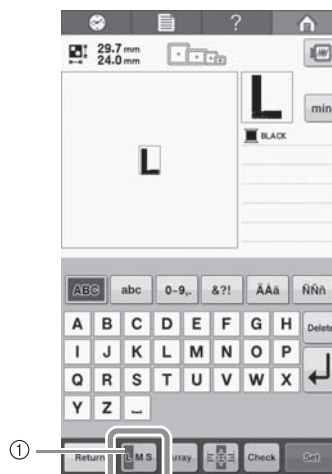 ?
29.7 mm
24.0 mm
L
min
L
BLACK
ABC abc 0-9,. &?! ÄÅä ÑÑñ
A B C D E F G H Delete
I J K L M N O P
Q R S T U V W X
Y Z
① Return L M S Array Check Set